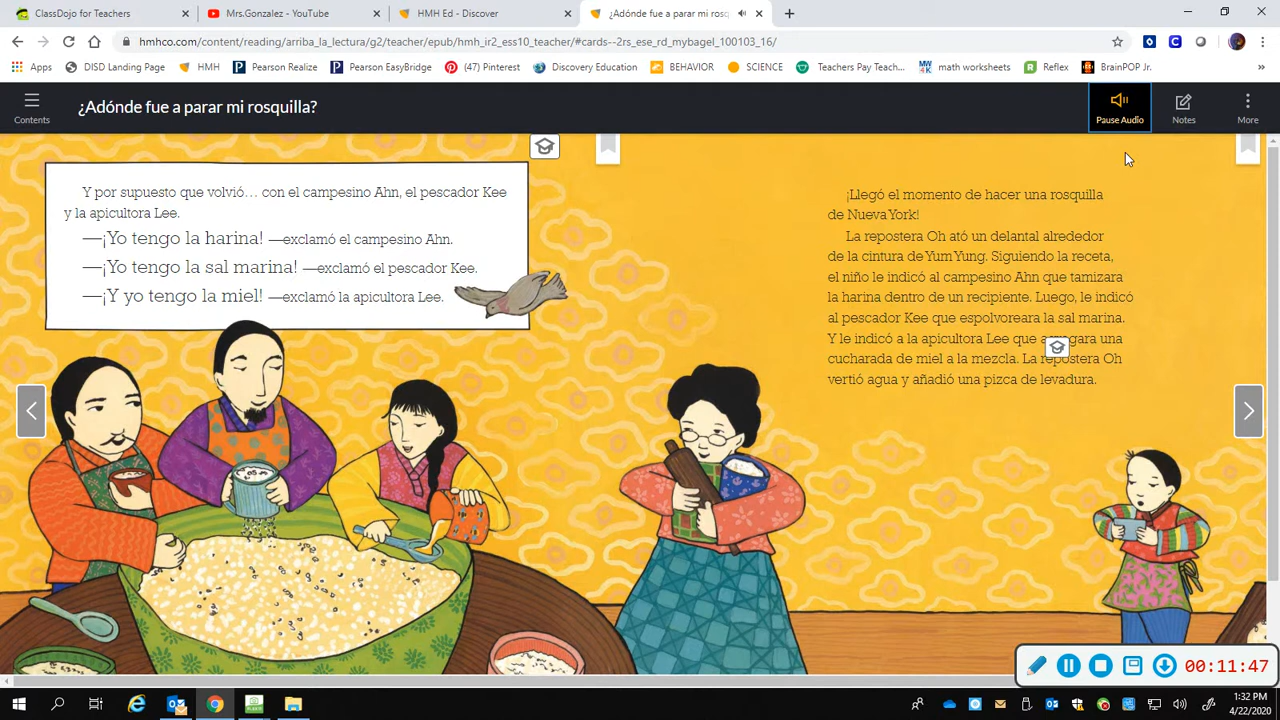 ClassDojo for Teachers
Mrs.Gonzalez - YouTube
HMH Ed - Discover
¿Adónde fue a parar mi rosq
hmhco.com/content/reading/arriba_la_lectura/g2/teacher/epub/hmh_ir2_ess10_teacher/#cards--2rs_ese_rd_mybagel_100103_16/
Apps
DISD Landing Page
HMH
Pearson Realize
Pearson EasyBridge
(47) Pinterest
Discovery Education
BEHAVIOR
SCIENCE
Teachers Pay Teach...
math worksheets
Reflex
BrainPOP Jr.
Contents
¿Adónde fue a parar mi rosquilla?
Pause Audio
Notes
More
Y por supuesto que volvió… con el campesino Ahn, el pescador Kee
y la apicultora Lee.
—¡Yo tengo la harina! —exclamó el campesino Ahn.
—¡Yo tengo la sal marina! —exclamó el pescador Kee.
—¡Y yo tengo la miel! —exclamó la apicultora Lee.
¡Llegó el momento de hacer una rosquilla
de Nueva York!
La repostera Oh ató un delantal alrededor
de la cintura de Yum Yung. Siguiendo la receta,
el niño le indicó al campesino Ahn que tamizara
la harina dentro de un recipiente. Luego, le indicó
al pescador Kee que espolvoreara la sal marina.
Y le indicó a la apicultora Lee que una
cucharada de miel a la mezcla. La repostera Oh
vertió agua y añadió una pizca de levadura.
00:11:47
1:32 PM
4/22/2020